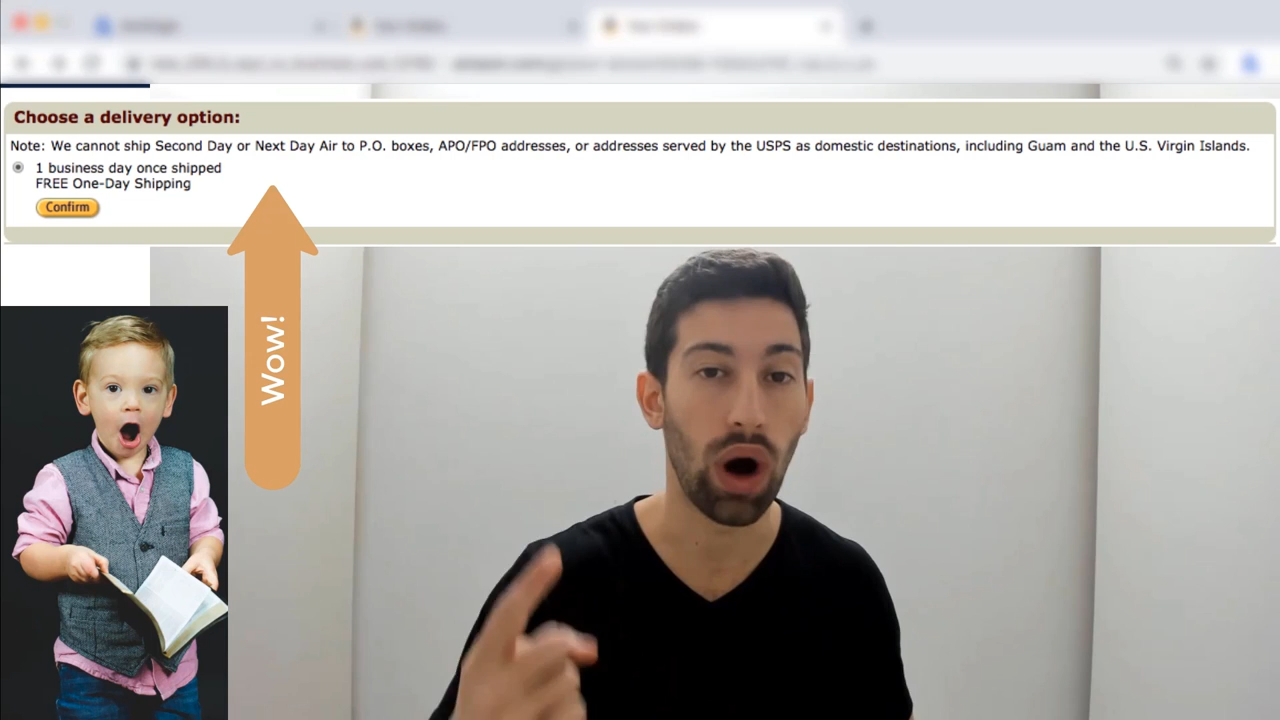 Choose a delivery option:
Note: We cannot ship Second Day or Next Day Air to P.O. boxes, APO/FPO addresses, or addresses served by the USPS as domestic destinations, including Guam and the U.S. Virgin Islands.
1 business day once shipped
FREE One-Day Shipping
Confirm
Wow!